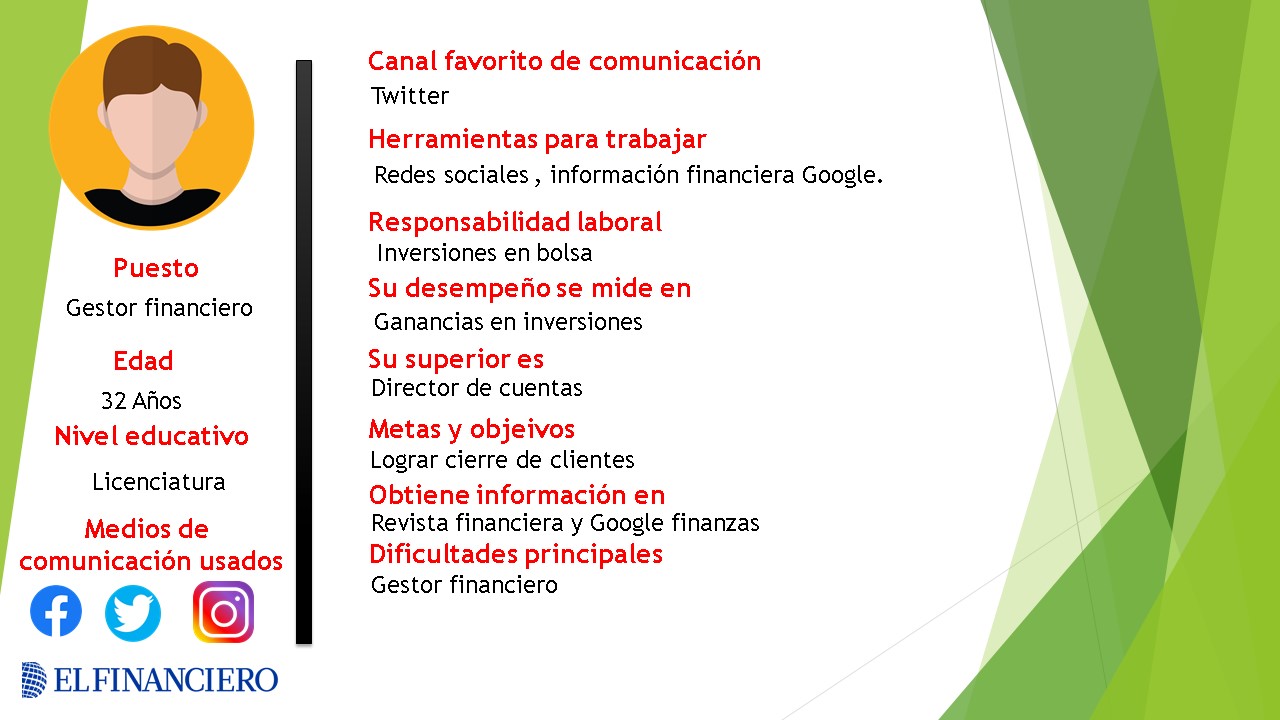 Puesto
Gestor financiero
Edad
32 Años
Nivel educativo
Licenciatura
Medios de
comunicación usados
EL FINANCIERO
Canal favorito de comunicación
Twitter
Herramientas para trabajar
Redes sociales , información financiera Google.
Responsabilidad laboral
Inversiones en bolsa
Su desempeño se mide en
Ganancias en inversiones
Su superior es
Director de cuentas
Metas y objeivos
Lograr cierre de clientes
Obtiene información en
Revista financiera y Google finanzas
Dificultades principales
Gestor financiero